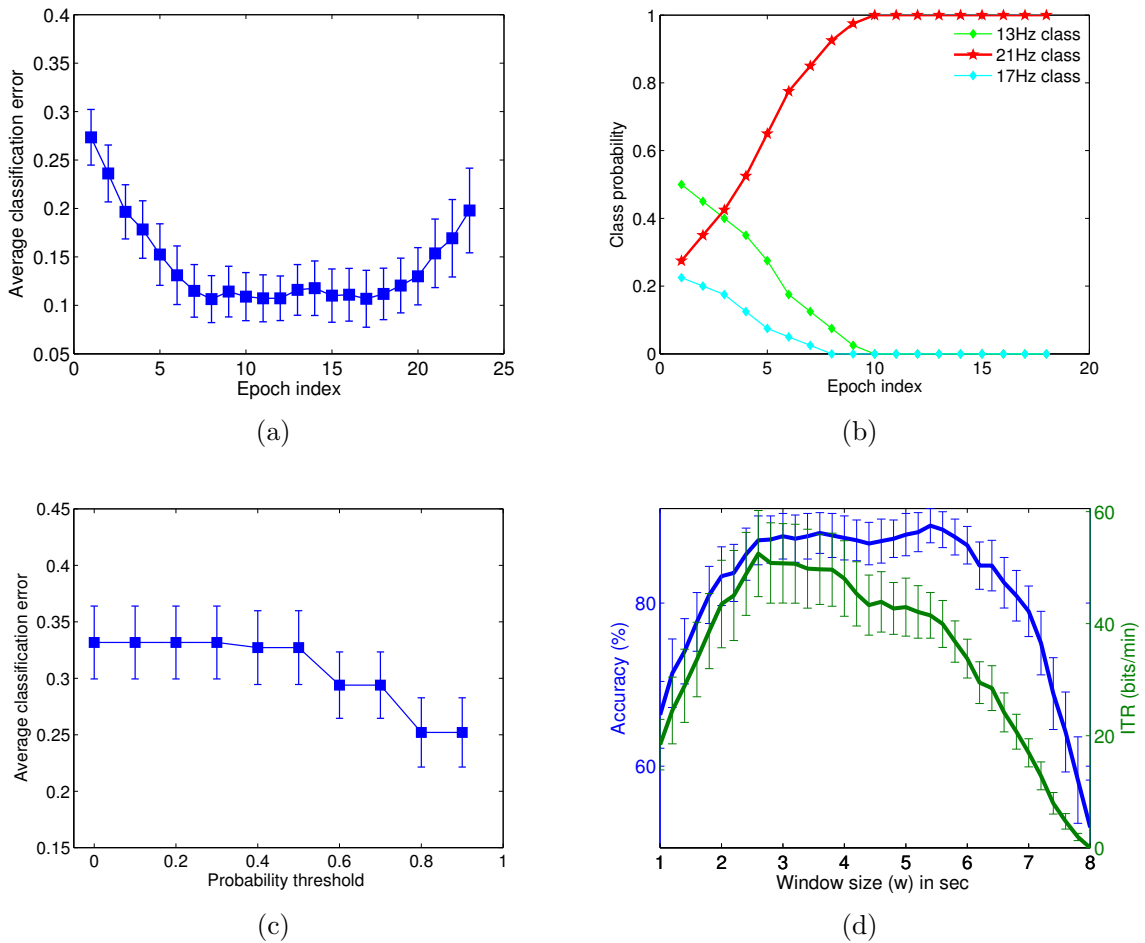 0.4
0.35
0.3
0.25
0.2
0.15
0.1
0.05
0 5 10 15 20 25
Average classification error
Epoch index
(a)
1
0.8
0.6
0.4
0.2
0
0 5 10 15 20
Class probability
Epoch index
13Hz class
21Hz class
17Hz class
(b)
0.45
0.4
0.35
0.3
0.25
0.2
0.15
0 0.2 0.4 0.6 0.8 1
Average classification error
Probability threshold
(c)
80
60
Accuracy (%)
60
40
20
0
ITR (bits/min)
1 2 3 4 5 6 7 8
Window size (w) in sec
(d)